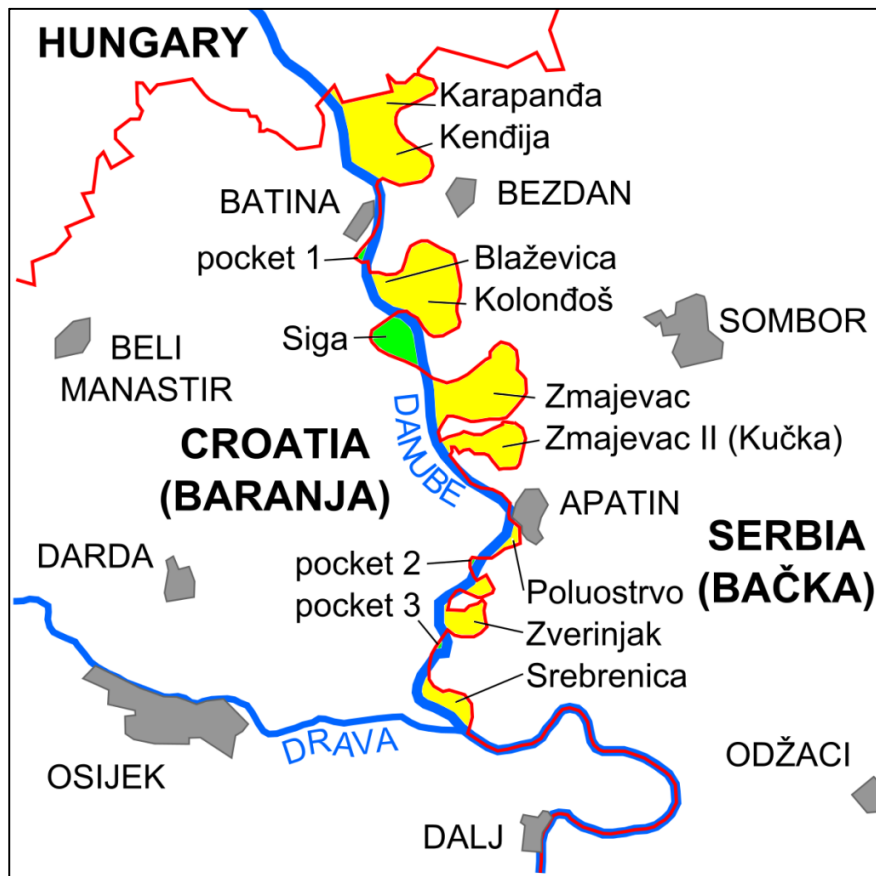 HUNGARY
Karapanđa
Kenđija
BATINA
BEZDAN
pocket 1
Blaževica
Kolonđoš
SOMBOR
Siga
BELI
MANASTIR
Zmajevac
DANUBE
Zmajevac II (Kučka)
CROATIA
(BARANJA)
APATIN
SERBIA
(BAČKA)
DARDA
pocket 2
Poluostrvo
pocket 3
Zverinjak
Srebrenica
DRAVA
OSIJEK
ODŽACI
DALJ